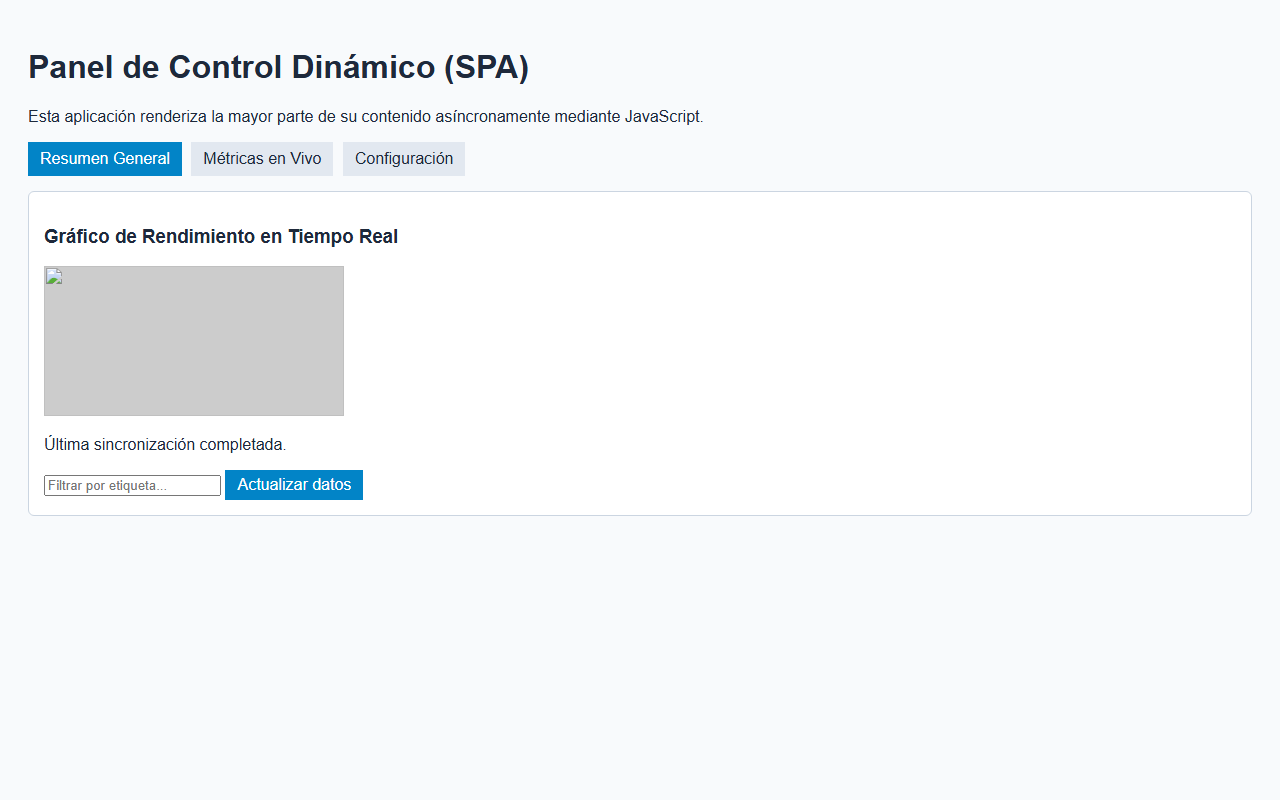 Panel de Control Dinámico (SPA)
Esta aplicación renderiza la mayor parte de su contenido asíncronamente mediante JavaScript.
Resumen General Métricas en Vivo Configuración
Gráfico de Rendimiento en Tiempo Real
Última sincronización completada.
Filtrar por etiqueta... Actualizar datos